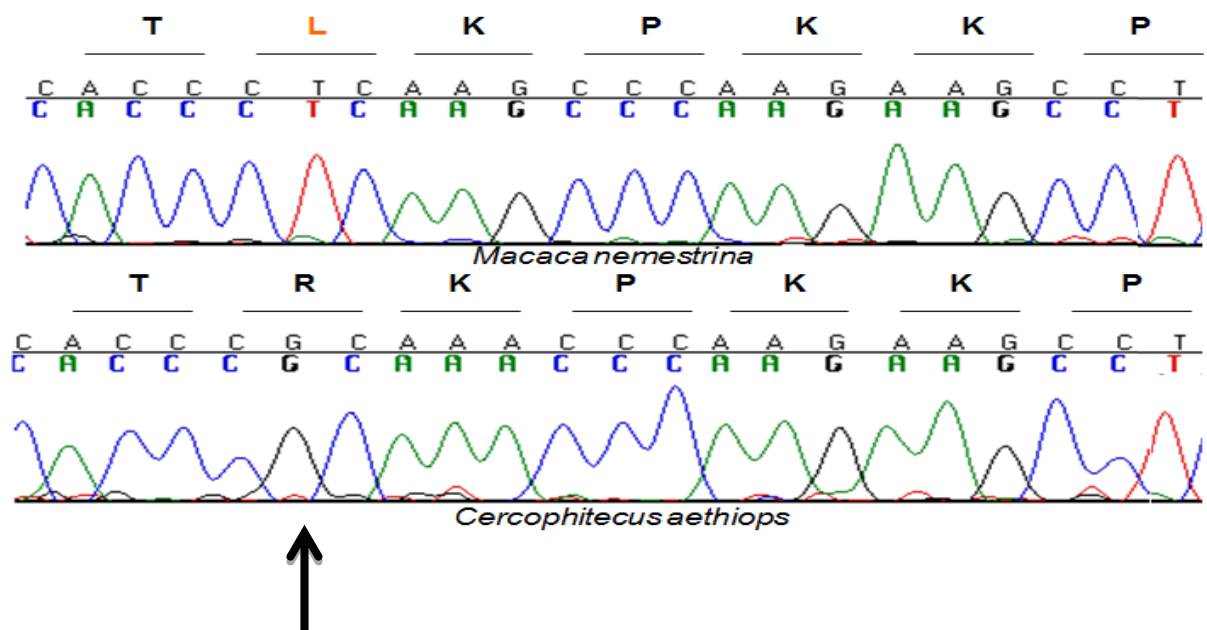 T L K P K K P
C A C C C T C A A G C C C A A G A A G C C T
C A C C C T C A A G C C C A A G A A G C C T
Macaca nemestrina
T R K P K K P
C A C C C G C A A A C C C A A G A A G C C T
C A C C C G C A A A C C C A A G A A G C C T
Cercophitecus aethiops